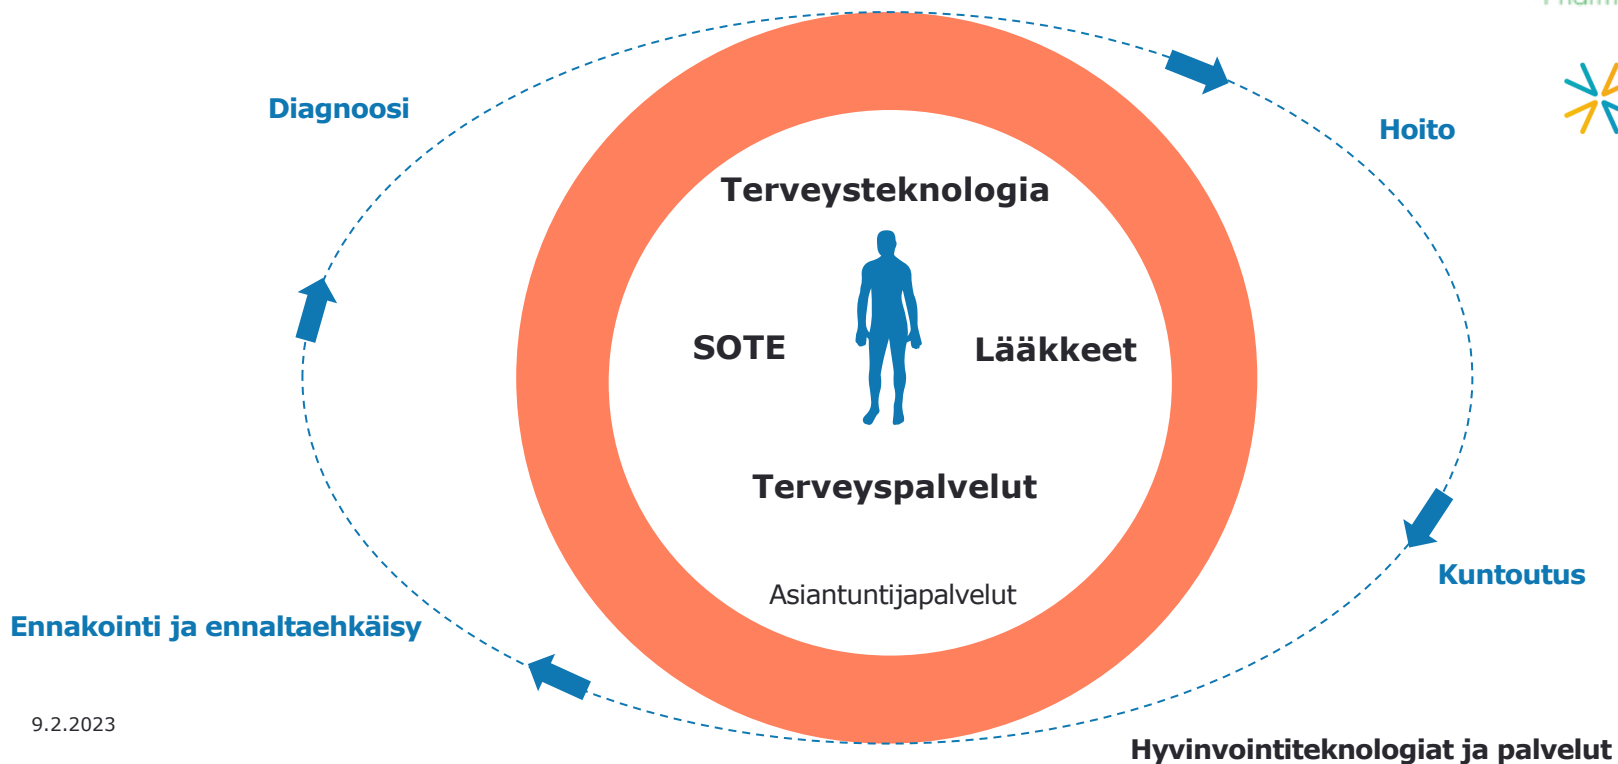 Diagnoosi
Hoito
Terveysteknologia
SOTE
Lääkkeet
Terveyspalvelut
Asiantuntijapalvelut
Kuntoutus
Ennakointi ja ennaltaehkäisy
9.2.2023
Hyvinvointiteknologiat ja palvelut